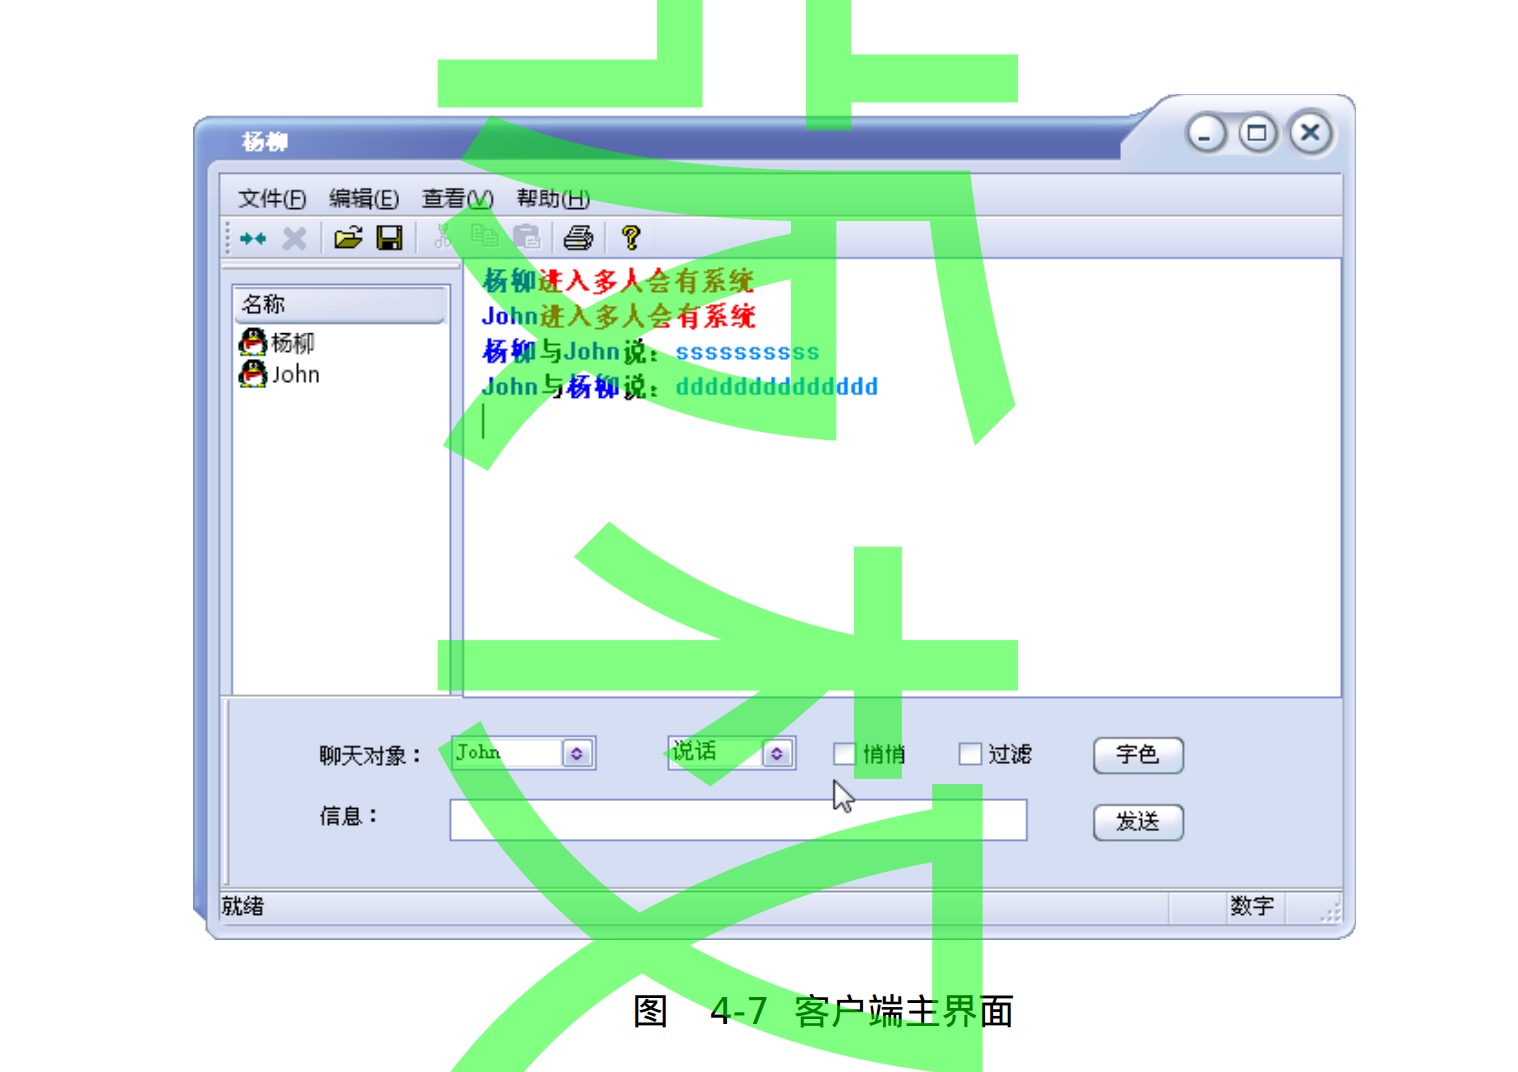 杨柳
文件(F) 编辑(E) 查看(V) 帮助(H)
名称
杨柳
John
杨柳进入多人会有系统
John进入多人会有系统
杨柳与John说：ssssssssss
John与杨柳说：dddddddddddddd
聊天对象： John 说话 悄悄 过滤 字色
信息： 发送
就绪 数字
图 4-7 客户端主界面